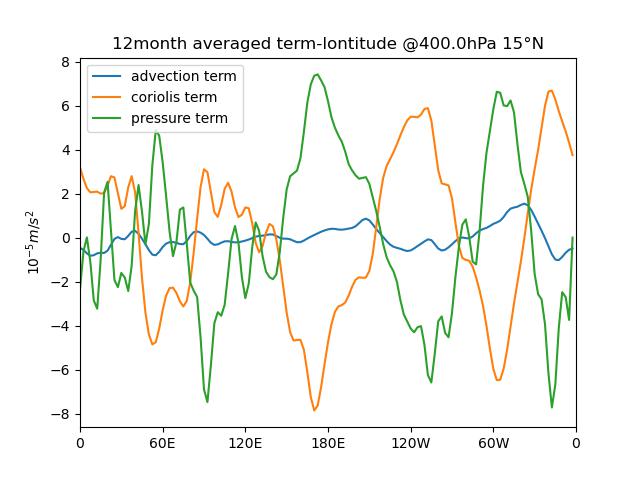 12month averaged term-lontitude @400.0hPa 15°N
advection term
coriolis term
pressure term
10⁻⁵m/s²
8
6
4
2
0
−2
−4
−6
−8
0 60E 120E 180E 120W 60W 0